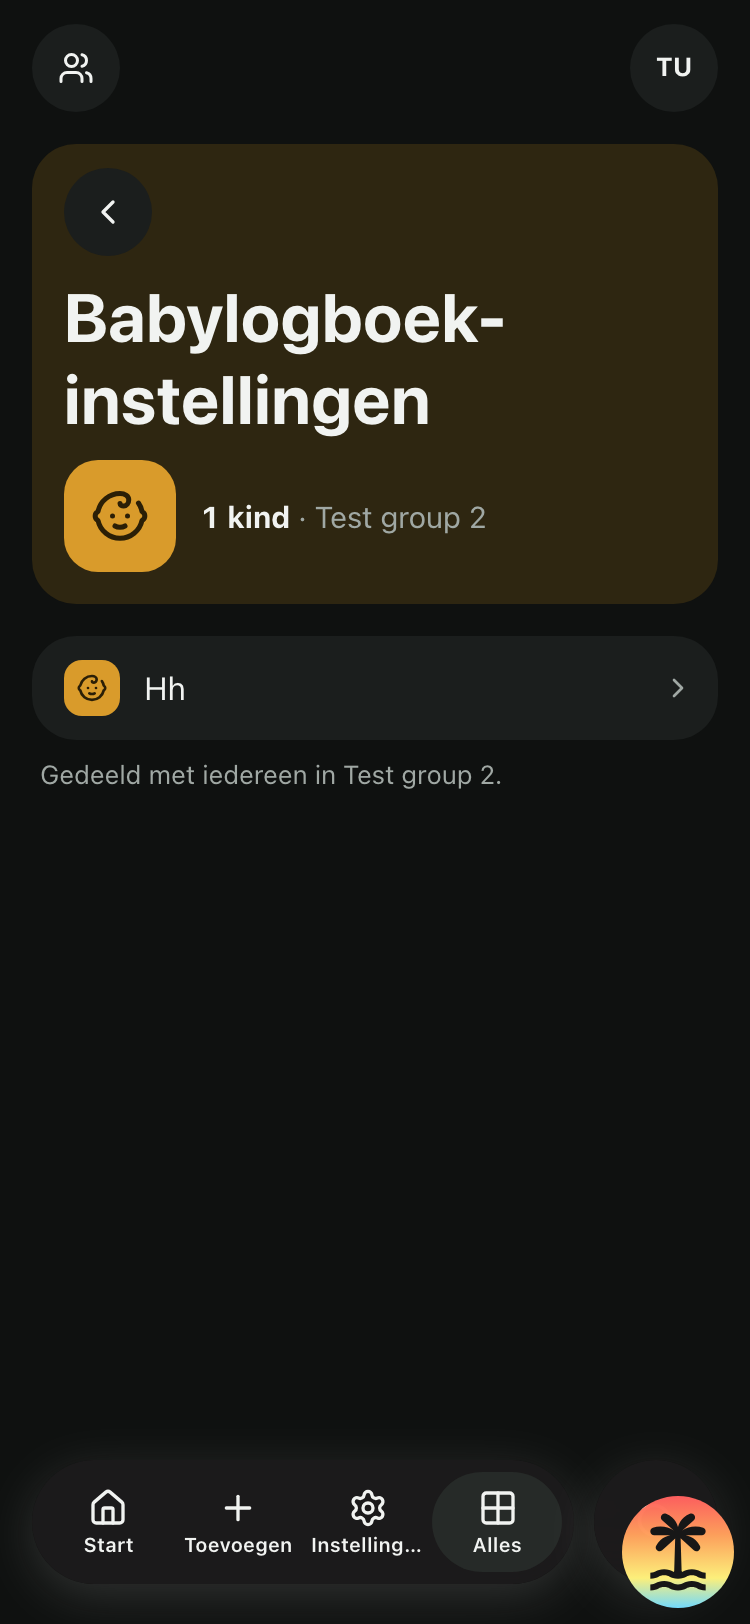 TU
Babylogboek-
instellingen
1 kind · Test group 2
Hh
Gedeeld met iedereen in Test group 2.
Start
Toevoegen
Instelling...
Alles